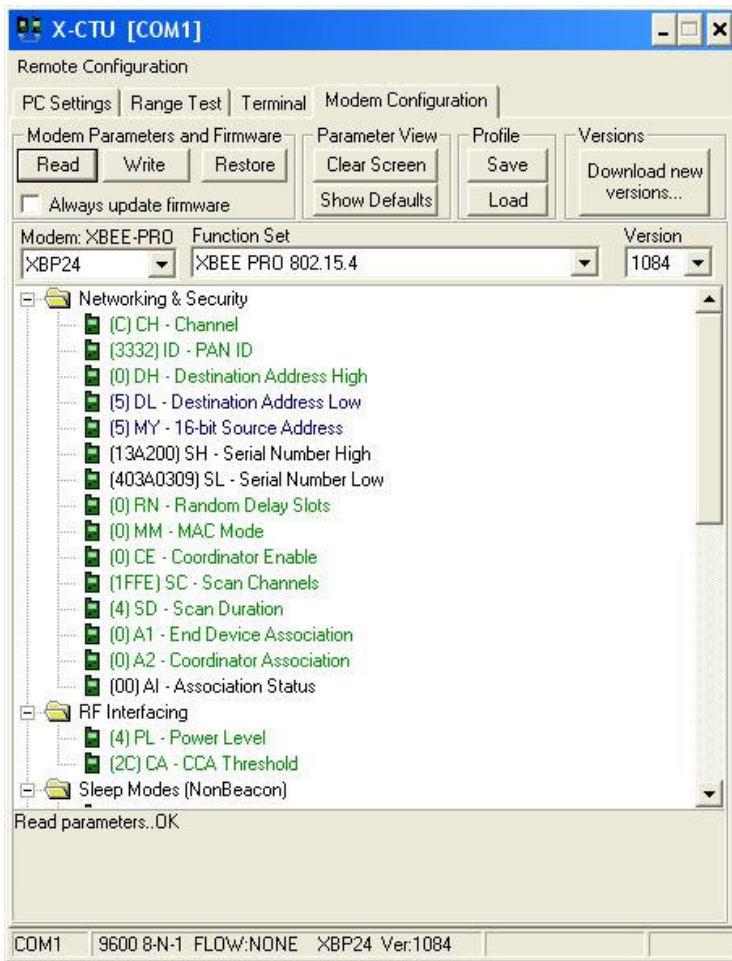 X-CTU [COM1]
Remote Configuration
PC Settings Range Test Terminal Modem Configuration
Modem Parameters and Firmware Parameter View Profile Versions
Read Write Restore Clear Screen Save Download new versions...
Always update firmware Show Defaults Load
Modem: XBEE-PRO Function Set Version
XBP24 XBEE PRO 802.15.4 1084
Networking & Security
(C) CH - Channel
(3332) ID - PAN ID
(0) DH - Destination Address High
(5) DL - Destination Address Low
(5) MY - 16-bit Source Address
(13A200) SH - Serial Number High
(403A0309) SL - Serial Number Low
(0) RN - Random Delay Slots
(0) MM - MAC Mode
(0) CE - Coordinator Enable
(1FFE) SC - Scan Channels
(4) SD - Scan Duration
(0) A1 - End Device Association
(0) A2 - Coordinator Association
(00) AI - Association Status
RF Interfacing
(4) PL - Power Level
(2C) CA - CCA Threshold
Sleep Modes (NonBeacon)
Read parameters..OK
COM1 9600 8-N-1 FLOW:NONE XBP24 Ver:1084